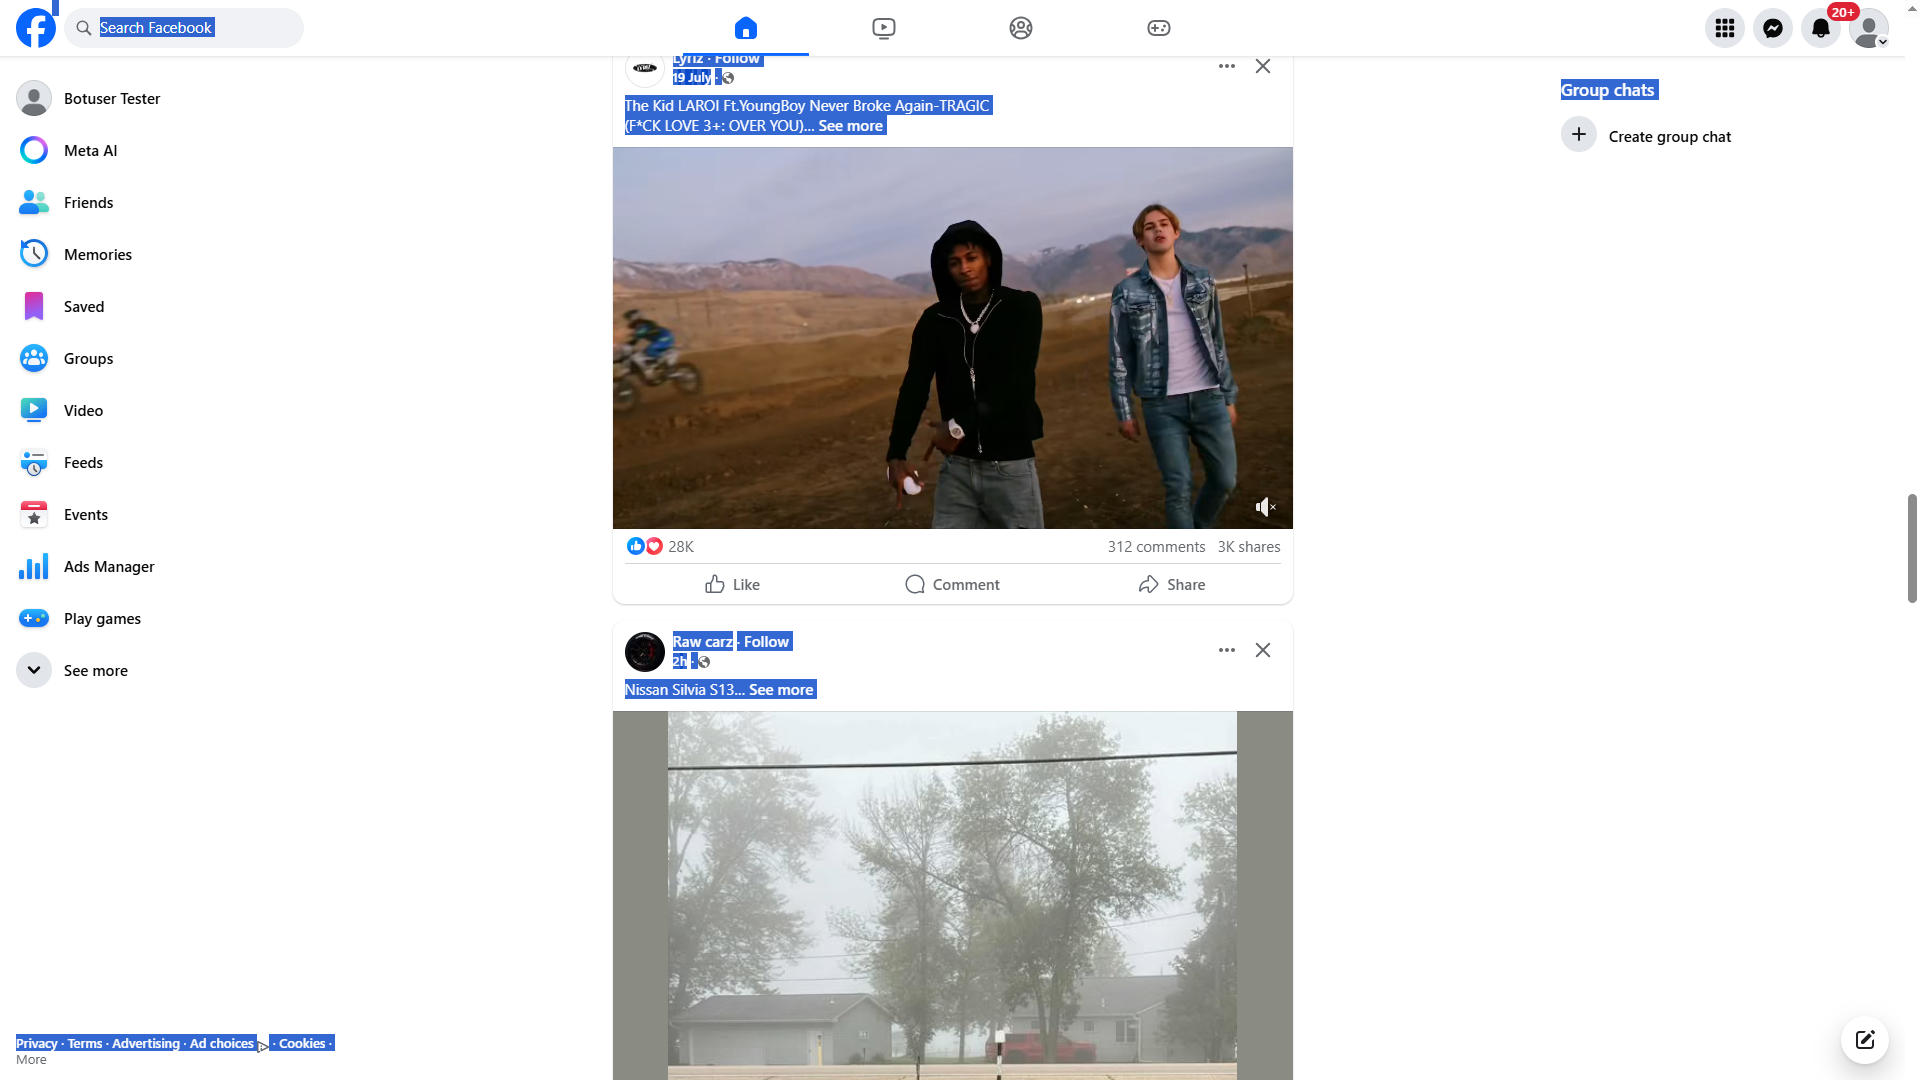 Search Facebook
20+
Botuser Tester
Meta AI
Friends
Memories
Saved
Groups
Video
Feeds
Events
Ads Manager
Play games
See more
Privacy · Terms · Advertising · Ad choices · Cookies ·
More
Lyriz · Follow
19 July ·
The Kid LAROI Ft.YoungBoy Never Broke Again-TRAGIC
(F*CK LOVE 3+: OVER YOU)... See more
28K
312 comments 3K shares
Like Comment Share
Raw carz · Follow
2h ·
Nissan Silvia S13... See more
Group chats
Create group chat